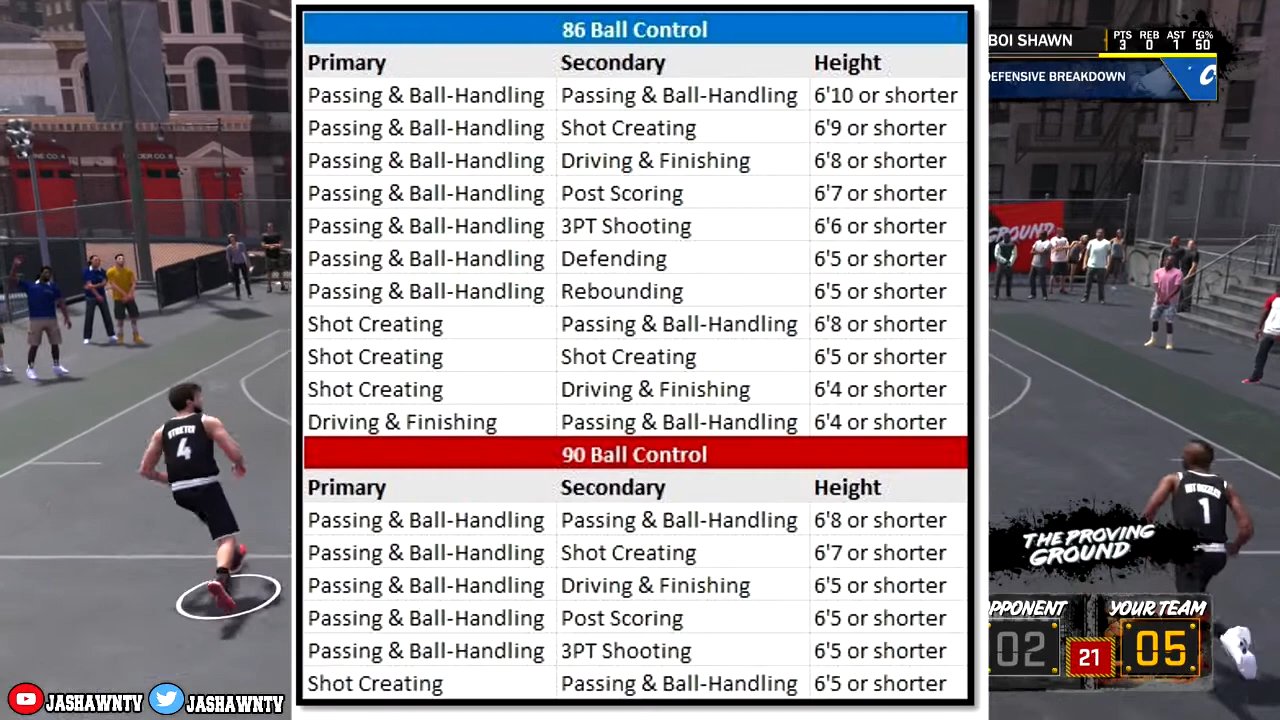 86 Ball Control
Primary Secondary Height
Passing & Ball-Handling Passing & Ball-Handling 6'10 or shorter
Passing & Ball-Handling Shot Creating 6'9 or shorter
Passing & Ball-Handling Driving & Finishing 6'8 or shorter
Passing & Ball-Handling Post Scoring 6'7 or shorter
Passing & Ball-Handling 3PT Shooting 6'6 or shorter
Passing & Ball-Handling Defending 6'5 or shorter
Passing & Ball-Handling Rebounding 6'5 or shorter
Shot Creating Passing & Ball-Handling 6'8 or shorter
Shot Creating Shot Creating 6'5 or shorter
Shot Creating Driving & Finishing 6'4 or shorter
Driving & Finishing Passing & Ball-Handling 6'4 or shorter
90 Ball Control
Primary Secondary Height
Passing & Ball-Handling Passing & Ball-Handling 6'8 or shorter
Passing & Ball-Handling Shot Creating 6'7 or shorter
Passing & Ball-Handling Driving & Finishing 6'5 or shorter
Passing & Ball-Handling Post Scoring 6'5 or shorter
Passing & Ball-Handling 3PT Shooting 6'5 or shorter
Shot Creating Passing & Ball-Handling 6'5 or shorter
BOI SHAWN
PTS REB AST FG%
3 0 1 50
DEFENSIVE BREAKDOWN
C
ROUND
4
1
THE PROVING
GROUND
PPONENT YOUR TEAM
02 21 05
JASHAWNTV JASHAWNTV